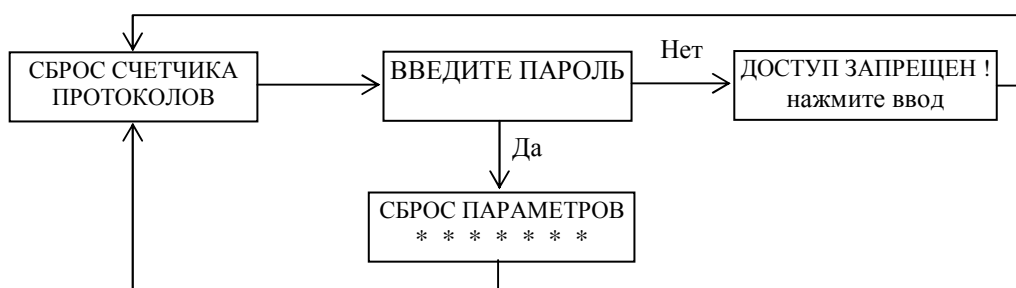 СБРОС СЧЕТЧИКА
ПРОТОКОЛОВ
ВВЕДИТЕ ПАРОЛЬ
Нет
ДОСТУП ЗАПРЕЩЕН !
нажмите ввод
Да
СБРОС ПАРАМЕТРОВ
* * * * * * *